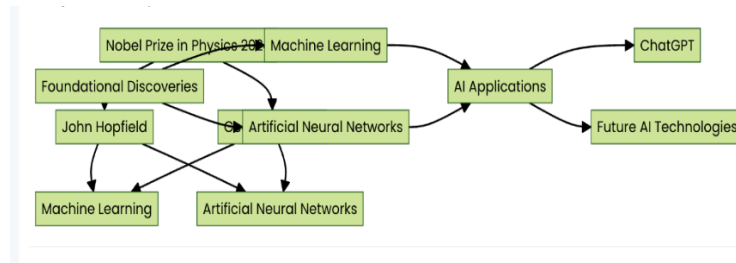 Nobel Prize in Physics 202
Machine Learning
ChatGPT
Foundational Discoveries
AI Applications
John Hopfield
Artificial Neural Networks
Future AI Technologies
Machine Learning
Artificial Neural Networks